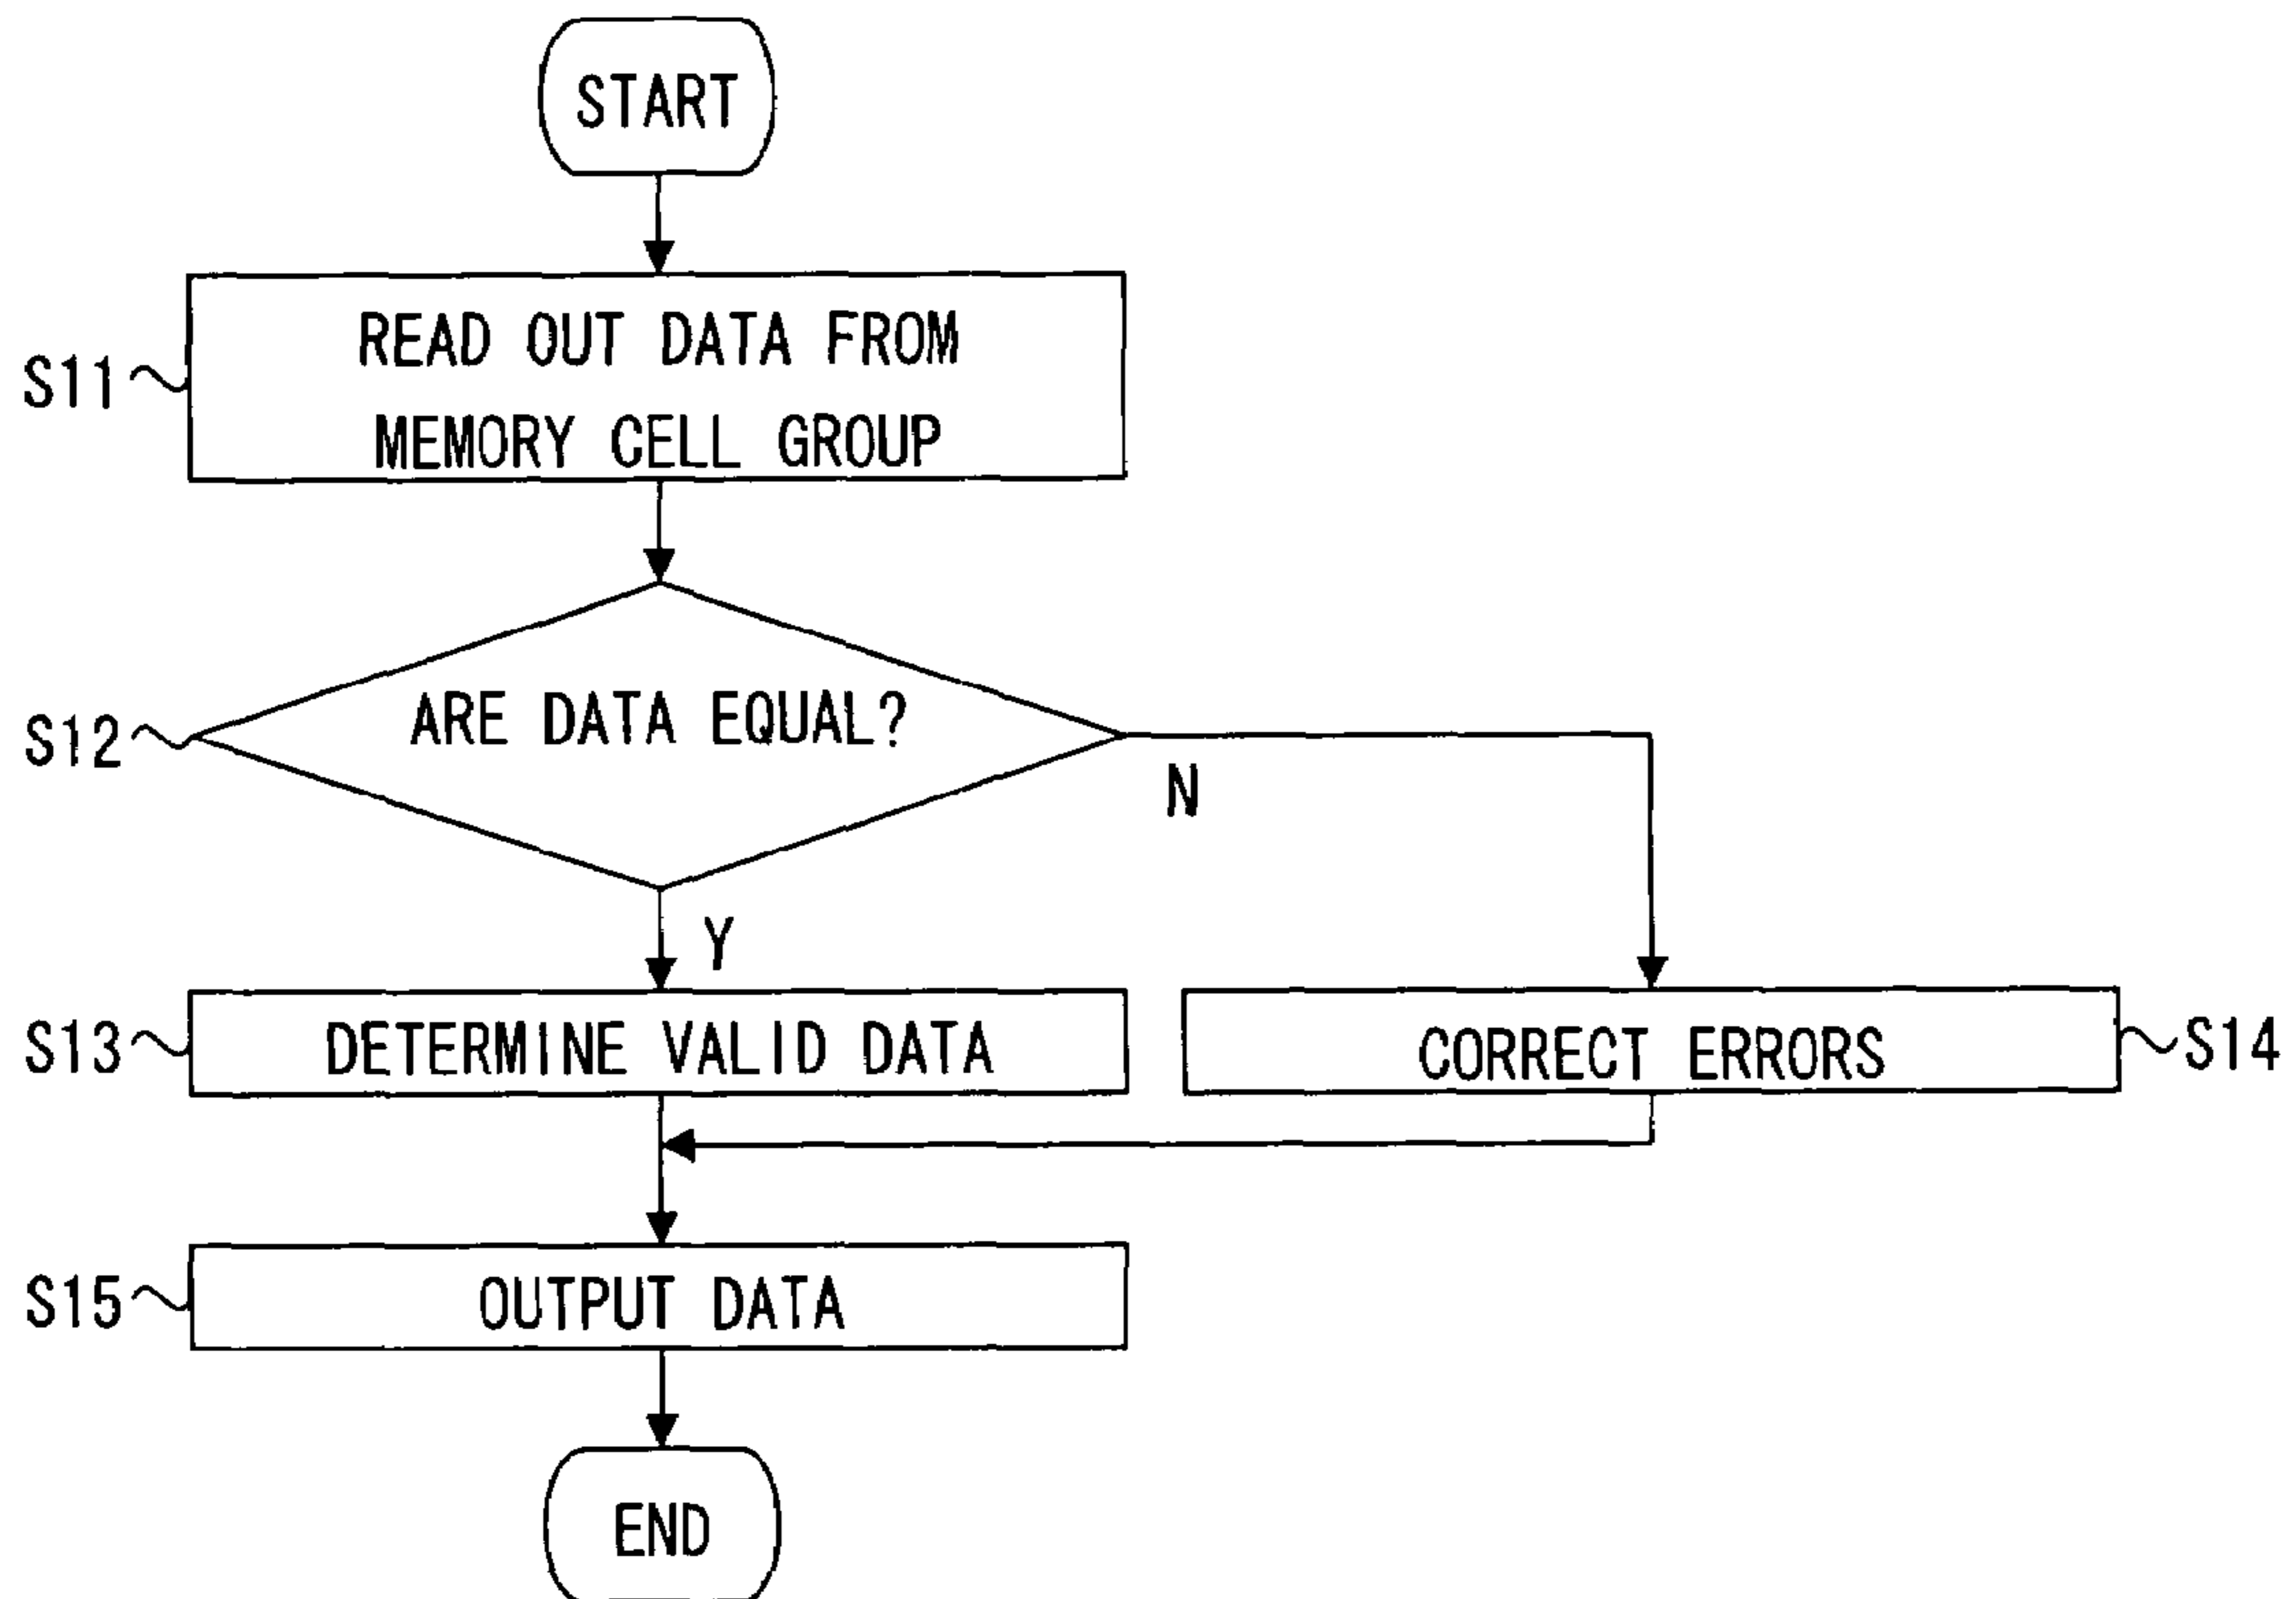 START
READ OUT DATA FROM
MEMORY CELL GROUP
S11
ARE DATA EQUAL?
S12
N
Y
DETERMINE VALID DATA
S13
CORRECT ERRORS
S14
OUTPUT DATA
S15
END